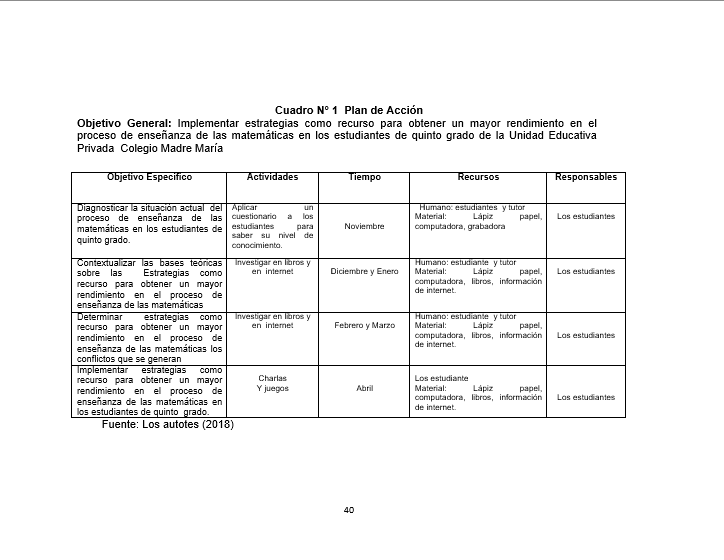 Cuadro Nº 1 Plan de Acción
Objetivo General: Implementar estrategias como recurso para obtener un mayor rendimiento en el
proceso de enseñanza de las matemáticas en los estudiantes de quinto grado de la Unidad Educativa
Privada Colegio Madre María
Objetivo Especifico Actividades Tiempo Recursos Responsables
Diagnosticar la situación actual del
proceso de enseñanza de las
matemáticas en los estudiantes de
quinto grado.
Aplicar un
cuestionario a los
estudiantes para
saber su nivel de
conocimiento.
Noviembre
Humano: estudiantes y tutor
Material: Lápiz papel,
computadora, grabadora
Los estudiantes
Contextualizar las bases teóricas
sobre las Estrategias como
recurso para obtener un mayor
rendimiento en el proceso de
enseñanza de las matemáticas
Investigar en libros y
en internet
Diciembre y Enero
Humano: estudiante y tutor
Material: Lápiz papel,
computadora, libros, información
de internet.
Los estudiantes
Determinar estrategias como
recurso para obtener un mayor
rendimiento en el proceso de
enseñanza de las matemáticas los
conflictos que se generan
Investigar en libros y
en internet
Febrero y Marzo
Humano: estudiante y tutor
Material: Lápiz papel,
computadora, libros, información
de internet.
Los estudiantes
Implementar estrategias como
recurso para obtener un mayor
rendimiento en el proceso de
enseñanza de las matemáticas en
los estudiantes de quinto grado.
Charlas
Y juegos
Abril
Los estudiante
Material: Lápiz papel,
computadora, libros, información
de internet.
Los estudiantes
Fuente: Los autotes (2018)
40